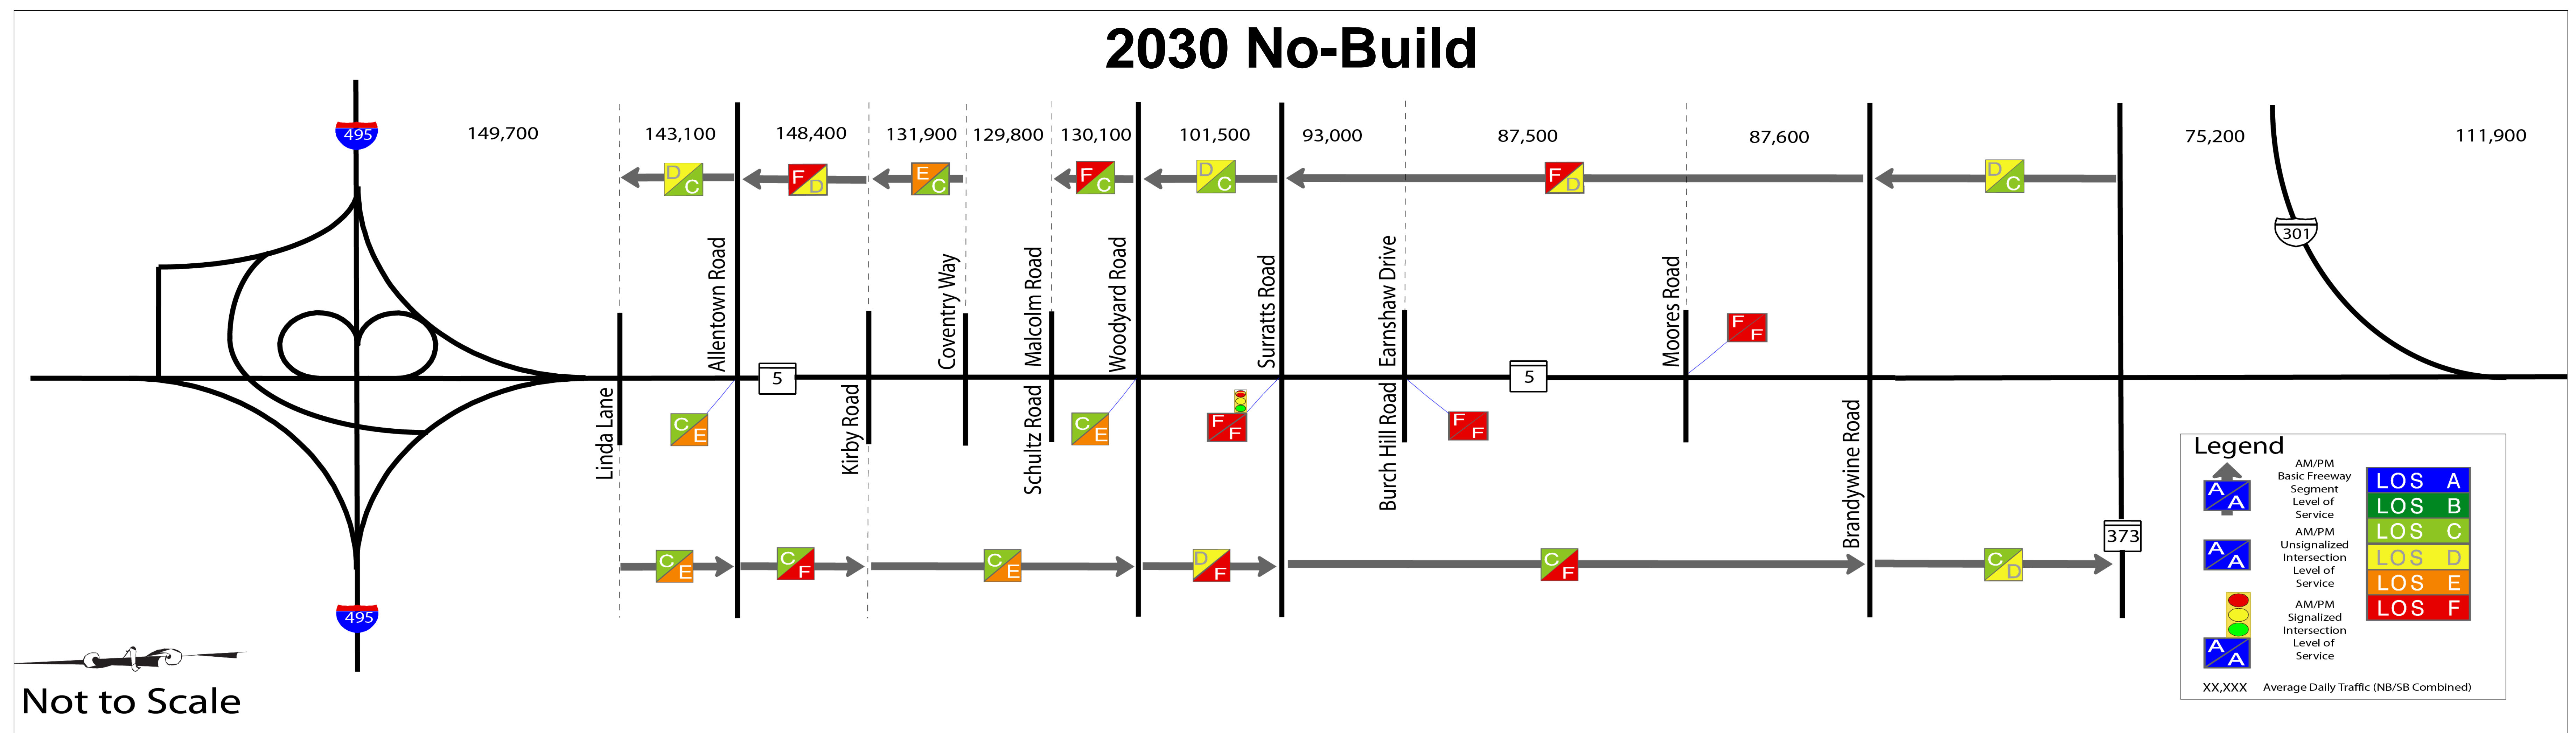 2030 No-Build
495
149,700
143,100
148,400
131,900
129,800
130,100
101,500
93,000
87,500
87,600
75,200
111,900
D C
F D
E C
F C
D C
F D
D C
301
Linda Lane
Allentown Road
5
Kirby Road
Coventry Way
Schultz Road
Malcolm Road
Woodyard Road
Surratts Road
Burch Hill Road
Earnshaw Drive
5
Moores Road
Brandywine Road
373
F F
C E
C E
F F
F F
C E
C F
C E
D F
C F
C D
495
Not to Scale
Legend
A A
AM/PM
Basic Freeway
Segment
Level of
Service
A A
AM/PM
Unsignalized
Intersection
Level of
Service
A A
AM/PM
Signalized
Intersection
Level of
Service
LOS A
LOS B
LOS C
LOS D
LOS E
LOS F
XX,XXX Average Daily Traffic (NB/SB Combined)